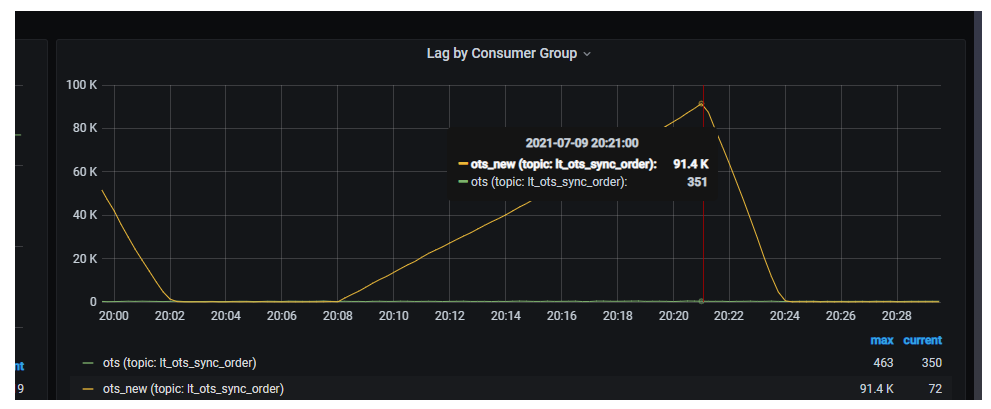 Lag by Consumer Group
100 K
80 K
60 K
40 K
20 K
0
2021-07-09 20:21:00
ots_new (topic: lt_ots_sync_order): 91.4 K
ots (topic: lt_ots_sync_order): 351
20:00 20:02 20:04 20:06 20:08 20:10 20:12 20:14 20:16 20:18 20:20 20:22 20:24 20:26 20:28
max current
ots (topic: lt_ots_sync_order) 463 350
ots_new (topic: lt_ots_sync_order) 91.4 K 72
nt
9